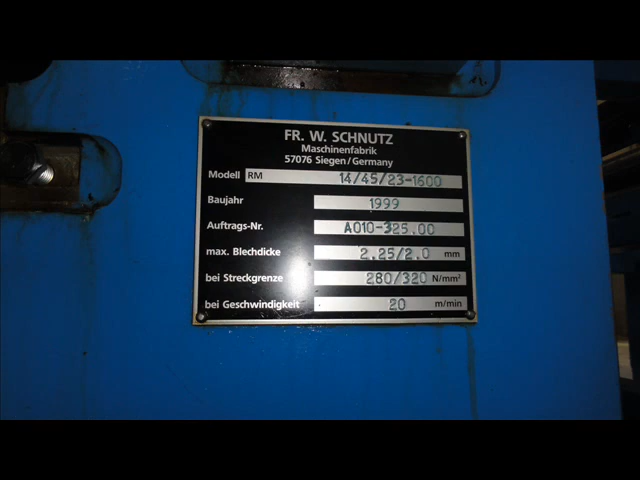 FR. W. SCHNUTZ
Maschinenfabrik
57076 Siegen/Germany
Modell RM 14/45/23-1600
Baujahr 1999
Auftrags-Nr. A010-325.00
max. Blechdicke 2.25/2.0 mm
bei Streckgrenze 280/320 N/mm²
bei Geschwindigkeit 20 m/min